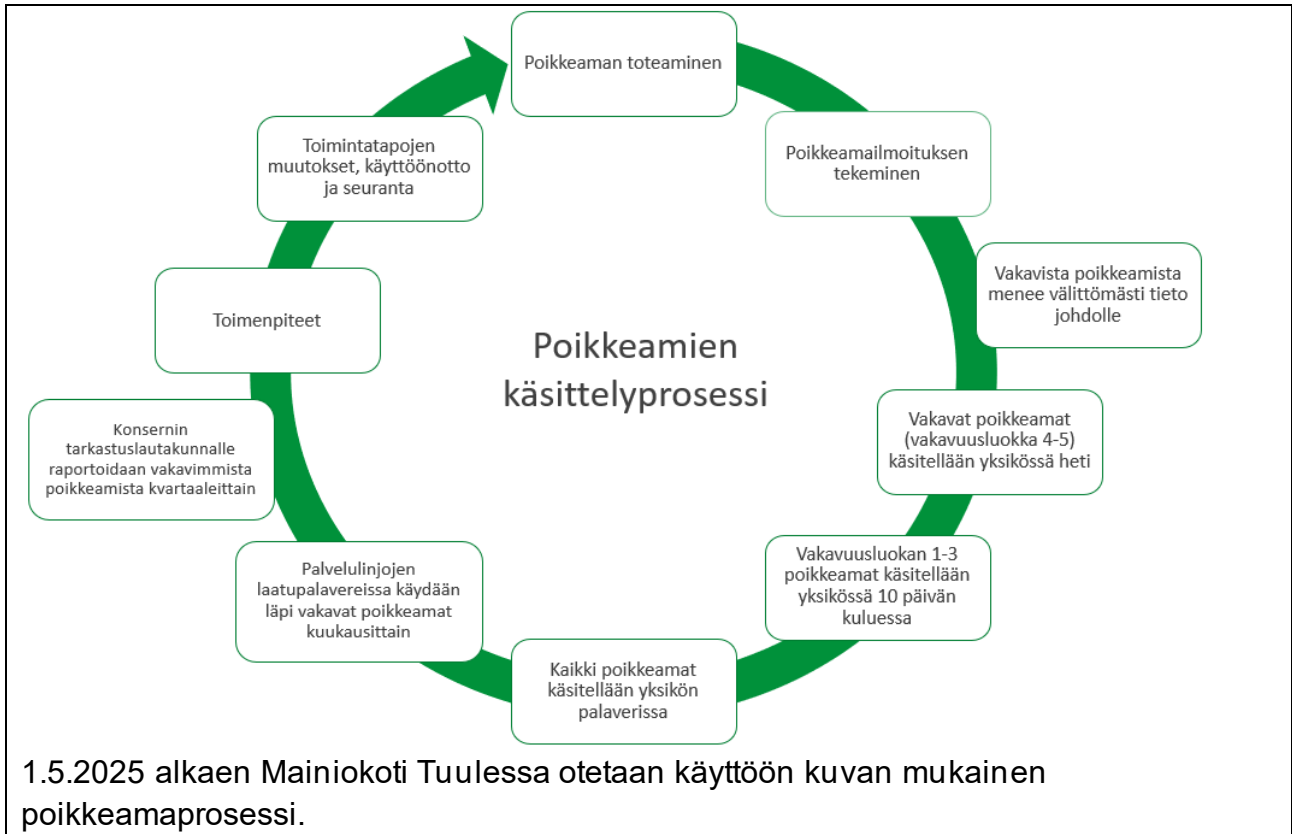 Poikkeaman toteaminen
Poikkeamailmoituksen
tekeminen
Vakavista poikkeamista
menee välittömästi tieto
johdolle
Vakavat poikkeamat
(vakavuusluokka 4-5)
käsitellään yksikössä heti
Vakavuusluokan 1-3
poikkeamat käsitellään
yksikössä 10 päivän
kuluessa
Kaikki poikkeamat
käsitellään yksikön
palaverissa
Palvelulinjojen
laatupalavereissa käydään
läpi vakavat poikkeamat
kuukausittain
Konsernin
tarkastuslautakunnalle
raportoidaan vakavimmista
poikkeamista kvartaaleittain
Toimenpiteet
Toimintatapojen
muutokset, käyttöönotto
ja seuranta
Poikkeamien
käsittelyprosessi
1.5.2025 alkaen Mainiokoti Tuulessa otetaan käyttöön kuvan mukainen
poikkeamaprosessi.